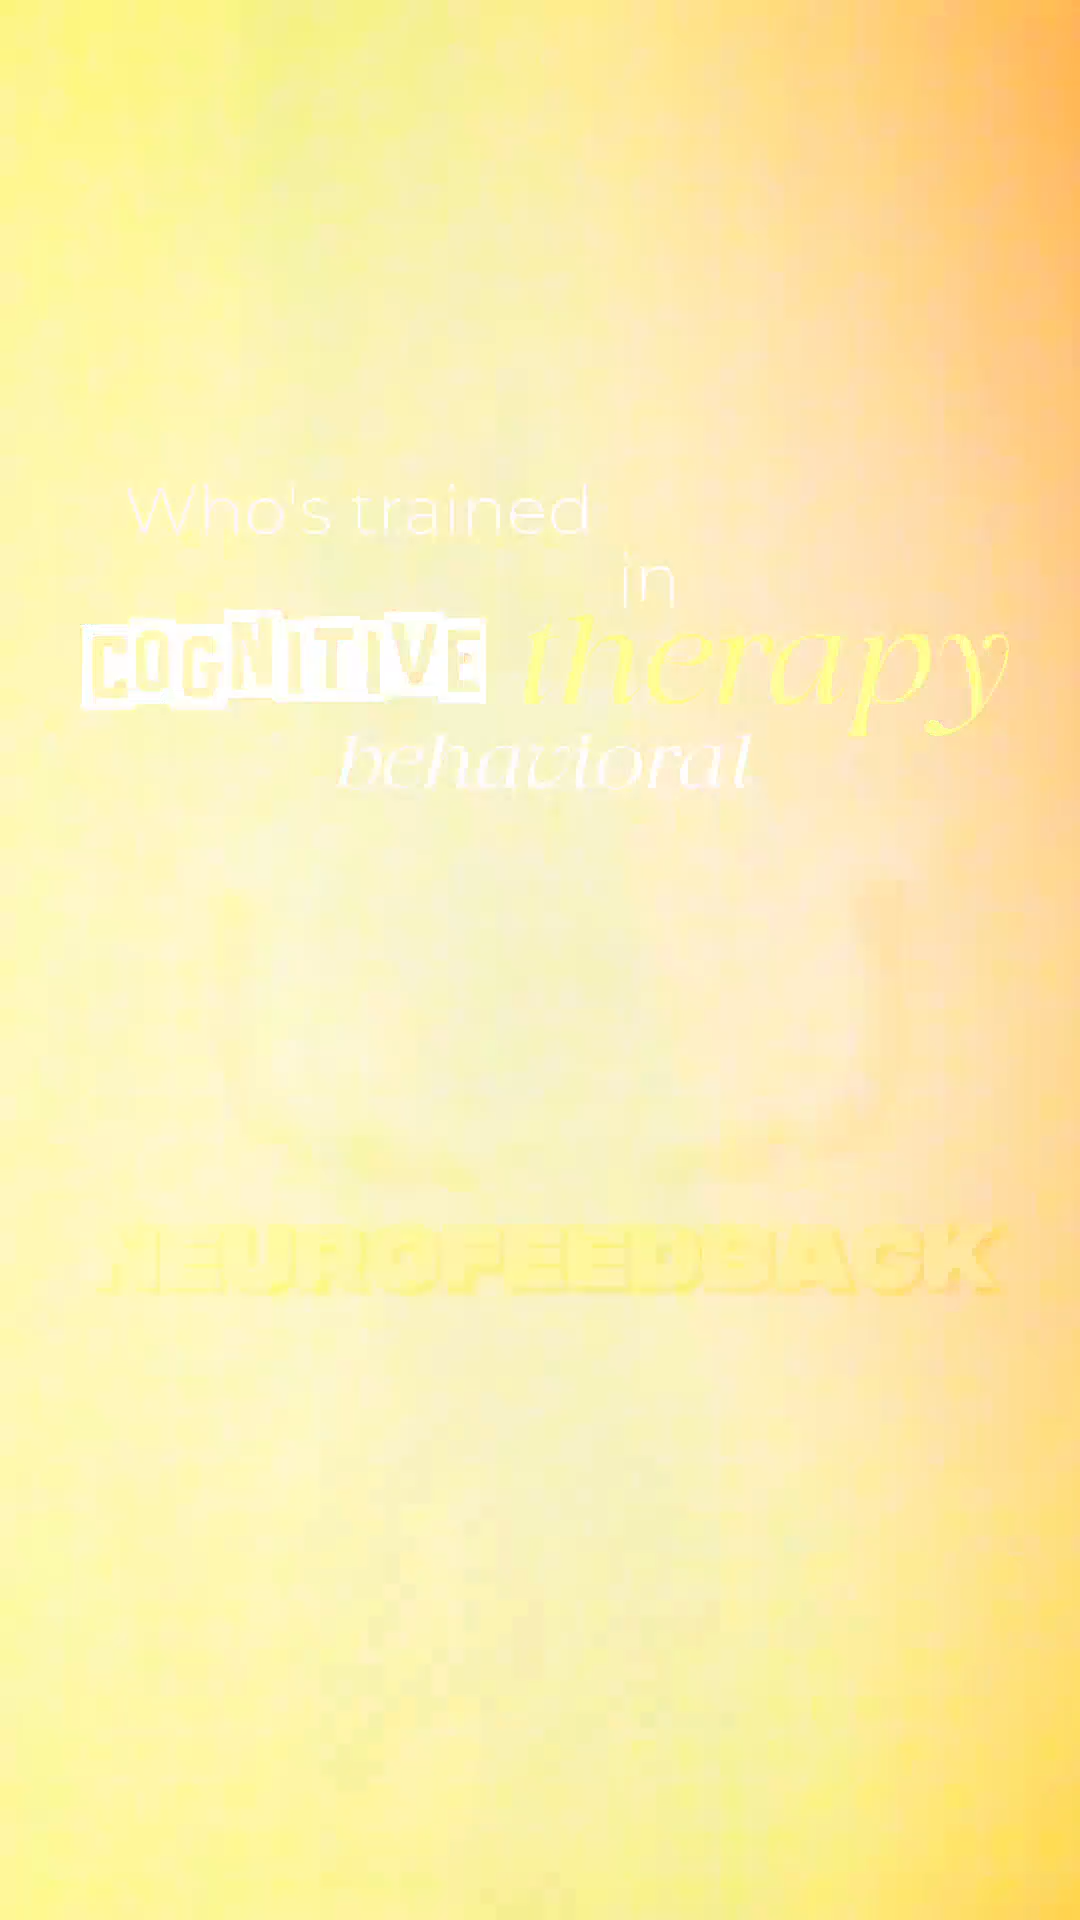 Who's trained
in
COGNITIVE therapy
behavioral
NEUROFEEDBACK